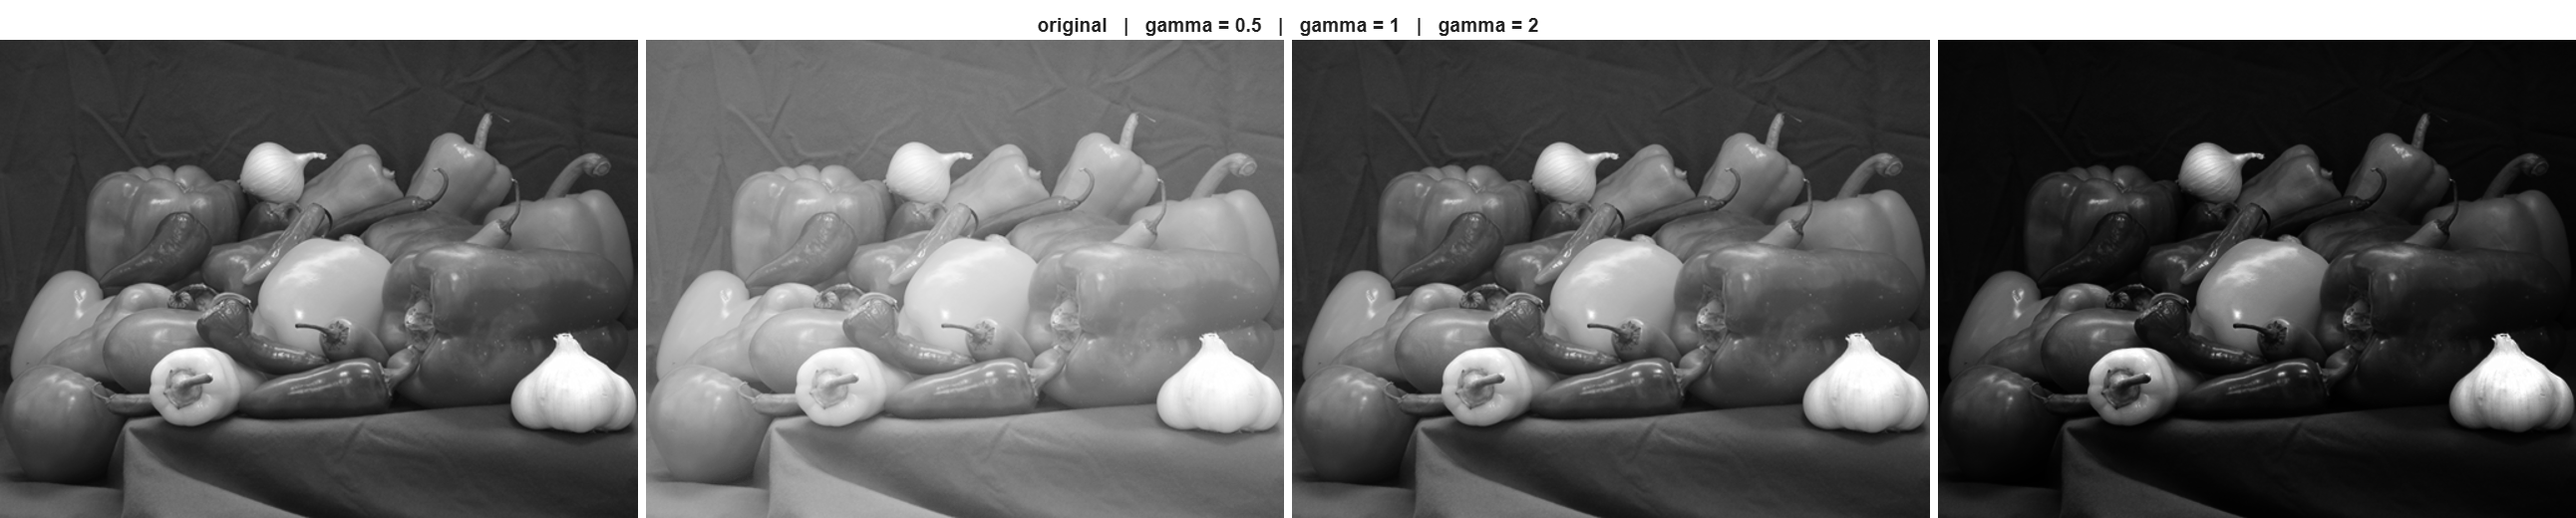 original | gamma = 0.5 | gamma = 1 | gamma = 2